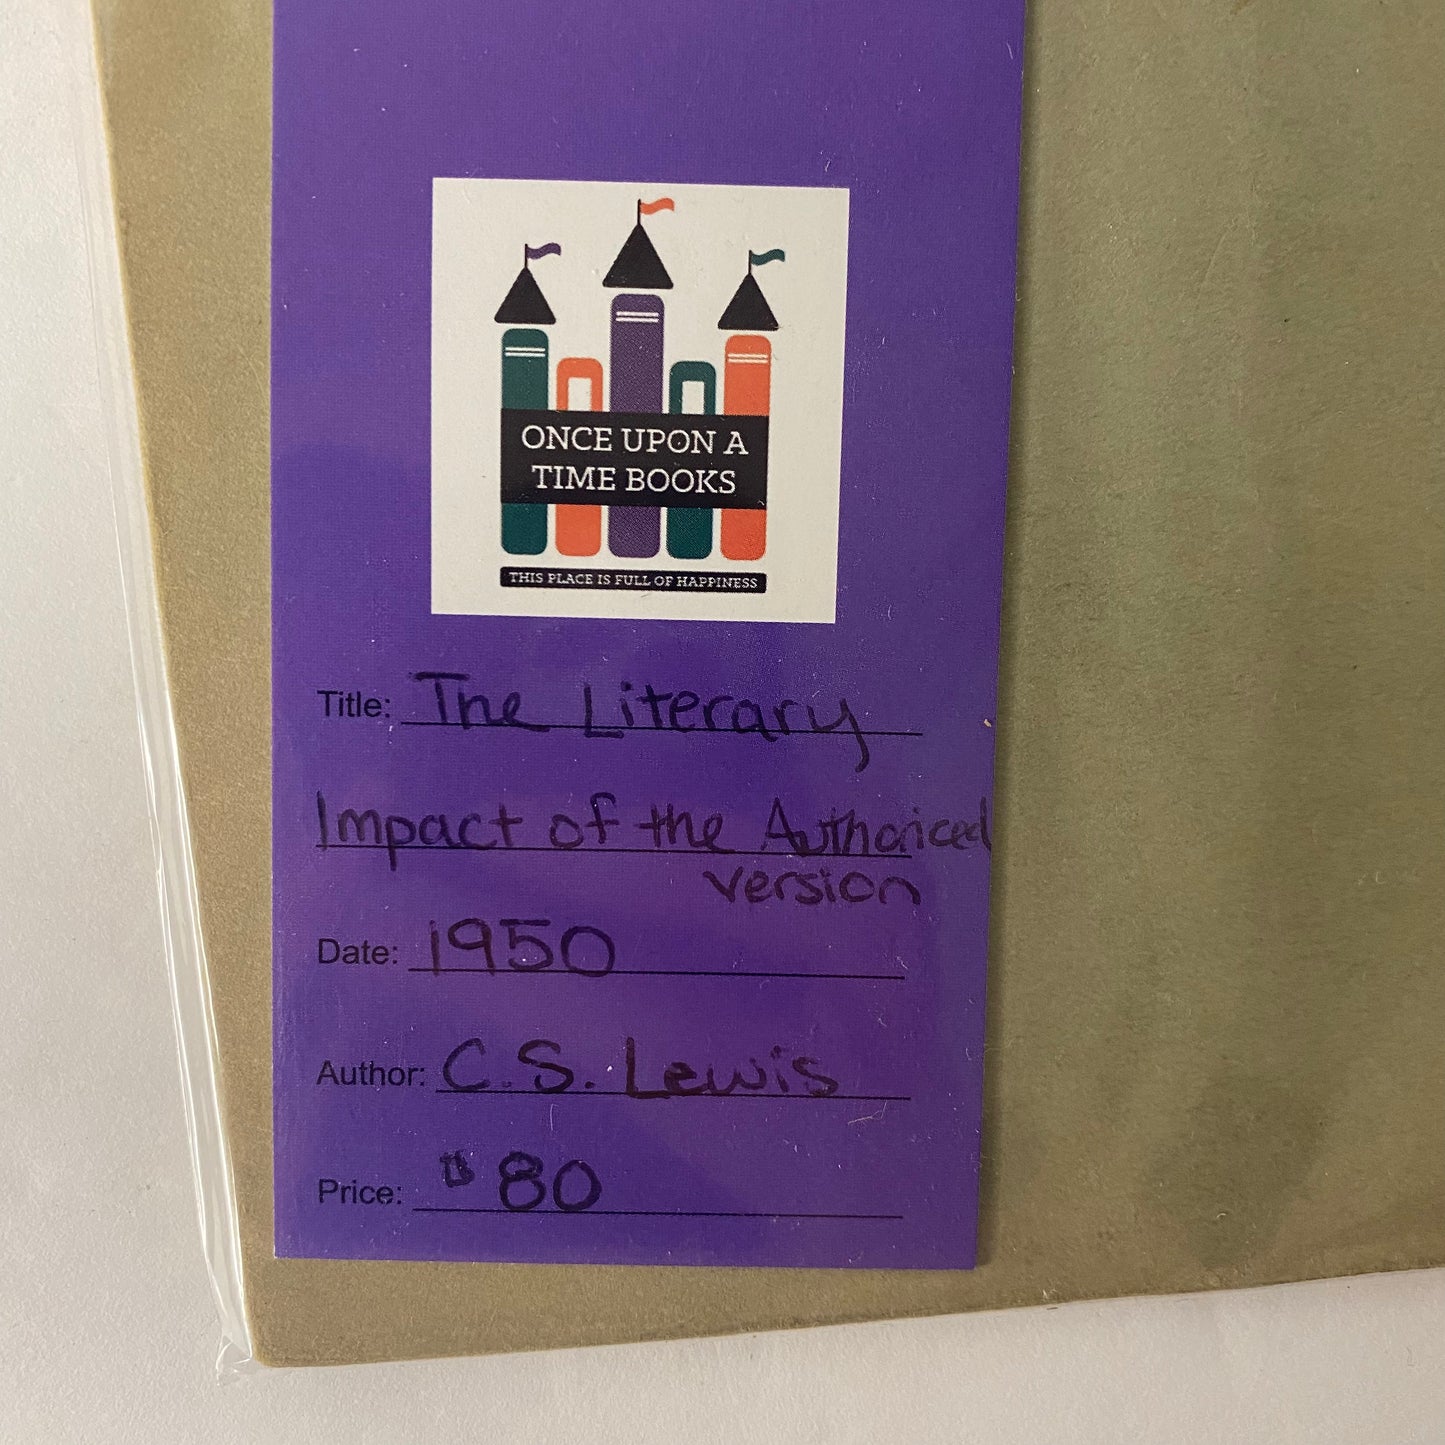 ONCE UPON A
TIME BOOKS
THIS PLACE IS FULL OF HAPPINESS
Title: The Literary
Impact of the Authoriced
version
Date: 1950
Author: C.S. Lewis
Price: $80